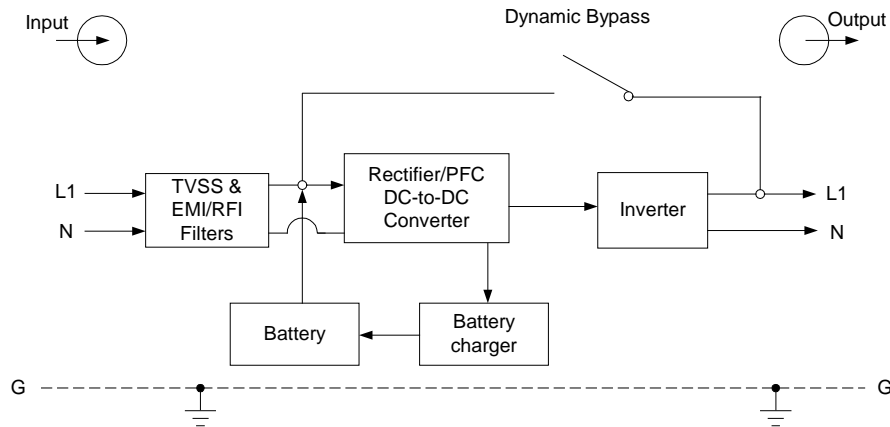 Dynamic Bypass
Input
Output
L1
N
TVSS &
EMI/RFI
Filters
Rectifier/PFC
DC-to-DC
Converter
Inverter
L1
N
Battery
Battery
charger
G
G